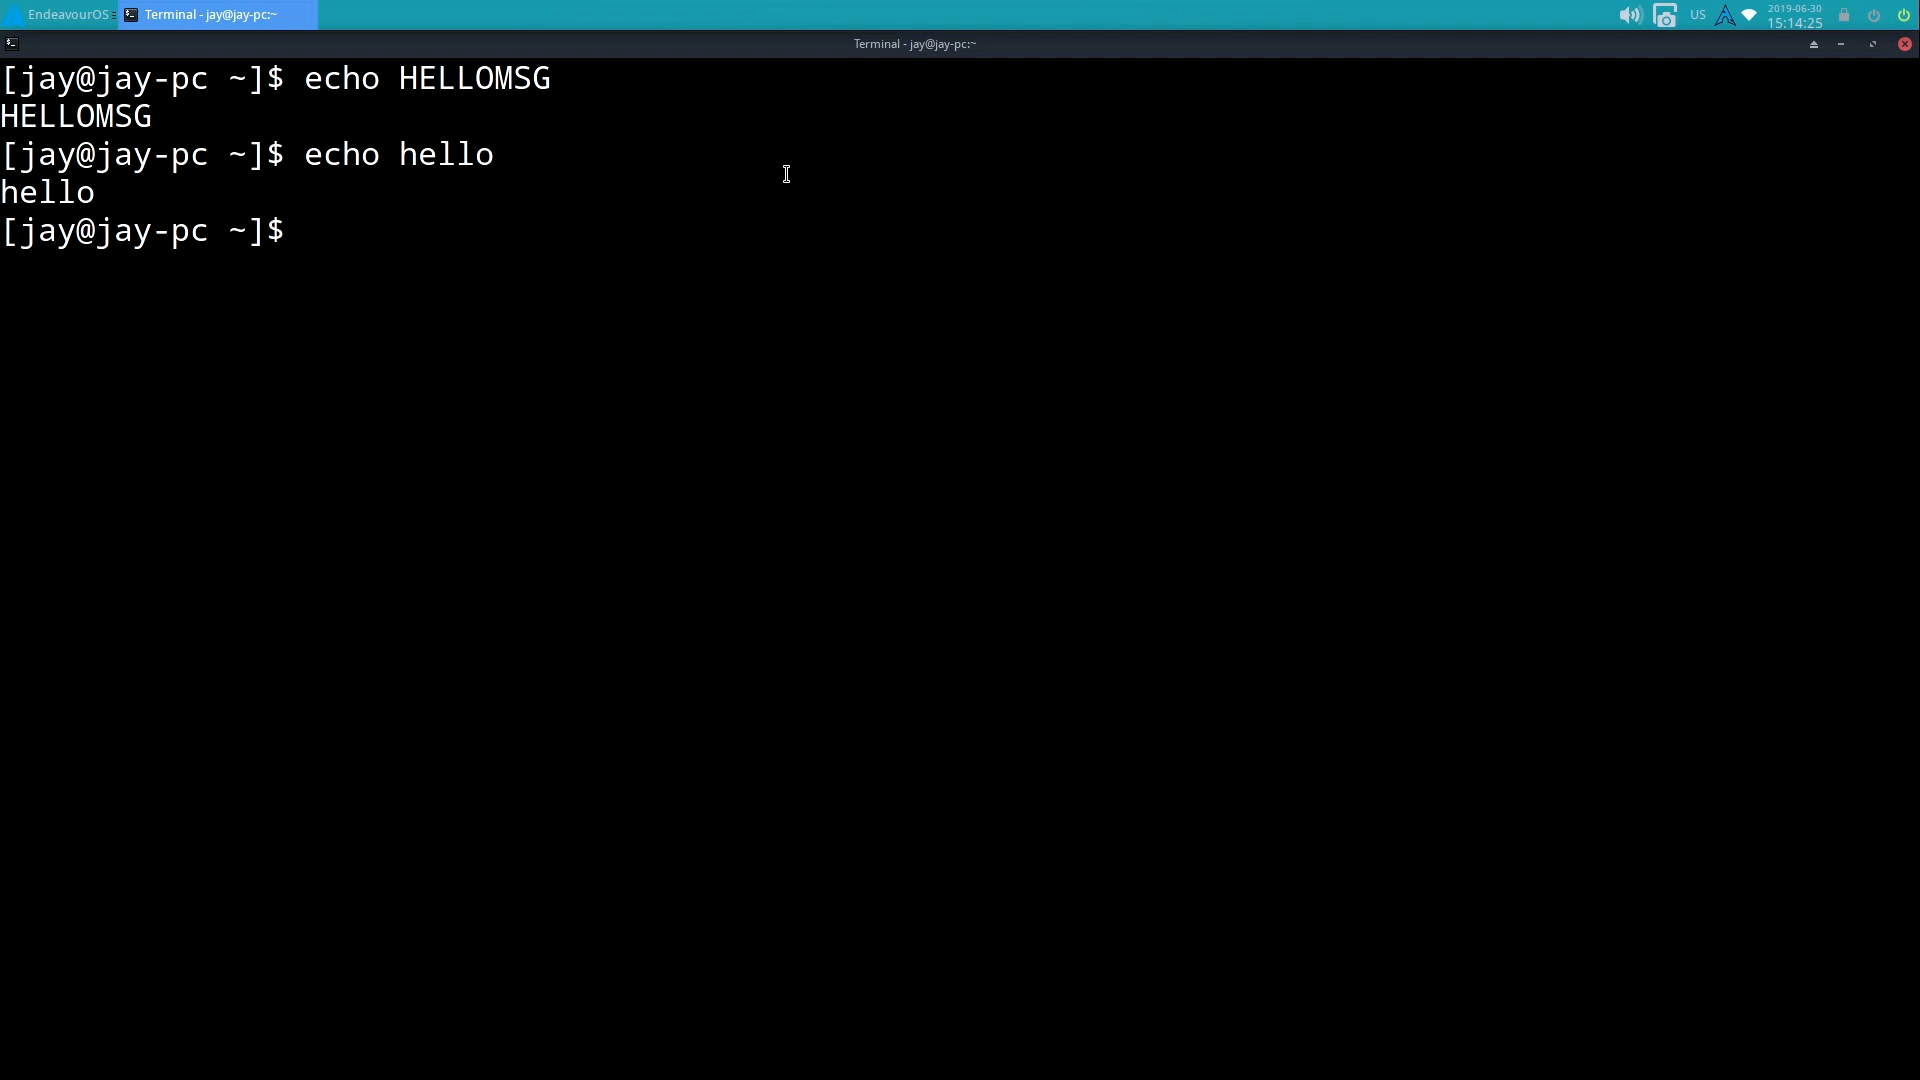 EndeavourOS
Terminal - jay@jay-pc:~
US
2019-06-30
15:14:25
Terminal - jay@jay-pc:~
[jay@jay-pc ~]$ echo HELLOMSG
HELLOMSG
[jay@jay-pc ~]$ echo hello
hello
[jay@jay-pc ~]$